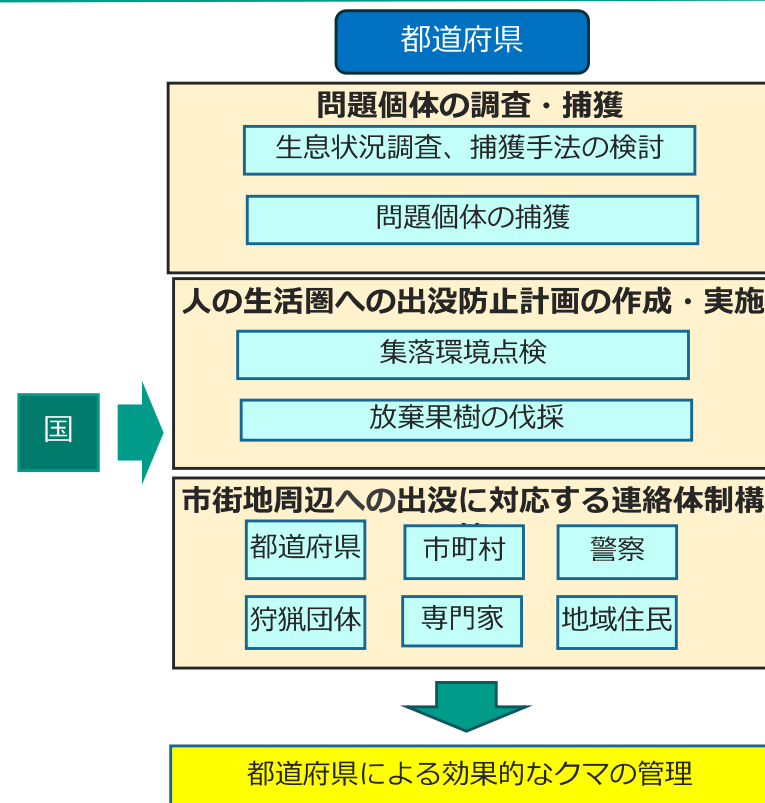 都道府県
問題個体の調査・捕獲
生息状況調査、捕獲手法の検討
問題個体の捕獲
人の生活圏への出没防止計画の作成・実施
集落環境点検
放棄果樹の伐採
国
市街地周辺への出没に対応する連絡体制構
都道府県
市町村
警察
狩猟団体
専門家
地域住民
都道府県による効果的なクマの管理